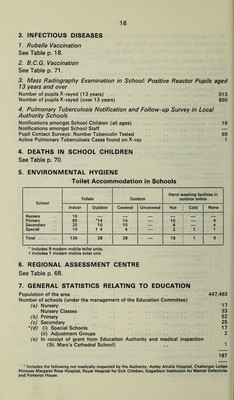 16
3. INFECTIOUS DISEASES
1. Rubella Vaccination
See Table p. 18.
2. B.C.G. Vaccination
See Table p. 71.
3. Mass Radiography Examination in School: Positive Reactor Pupils aged
13 years and over
Number of pupils X-rayed (13 years) 513
Number of pupils X-rayed (over 13 years) 890
4. Pulmonary Tuberculosis Notification and Follow-up Survey in Local
Authority Schools
Notifications amongst School Children (all ages) 16
Notifications amongst School Staff —
Pupil Contact Surveys: Number Tuberculin Tested 69
Active Pulmonary Tuberculosis Cases found on X-ray 1
4. DEATHS IN SCHOOL CHILDREN
See Table p. 70.
5. ENVIRONMENTAL HYGIENE
Toilet Accommodation in Schools
School Toilets Outdoor Hand-washing facilities in outdoor toilets
Indoor Outdoor Covered Uncovered Hot Cold None
Nursery 16 — — — — — —
Primary 85 *14 14 — 10 — 4
Secondary 25 10 10 — 4 — 4
Special 10 † 4 4 — 2 1 1
Total 136 28 28 — 16 1 9
* Includes 9 modern mobile toilet units.
† Includes 1 modern mobile toilet unit.
6. REGIONAL ASSESSMENT CENTRE
See Table p. 68.
7. GENERAL STATISTICS RELATING TO EDUCATION
Population of the area 447,463
Number of schools (under the management of the Education Committee)
(a) Nursery 17
Nursery Classes 33
(b) Primary 92
(c) Secondary 25
*(d) (i) Special Schools 17
(ii) Adjustment Groups 2
(e) In receipt of grant from Education Authority and medical inspection
(St. Mary's Cathedral School) 1
187
* Includes the following not medically inspected by the Authority: Astley Ainslie Hospital, Challenger Lodge
Princess Margaret Rose Hospital, Royal Hospital for Sick Children, Gogarburn Institution for Mental Defectives
and Forteviot House.